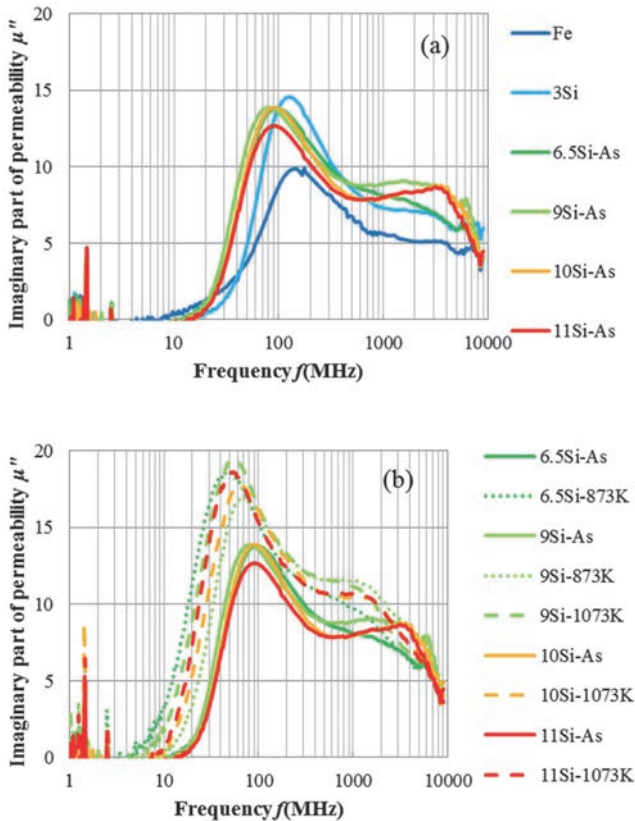 (a)
Imaginary part of permeability μ"
20
15
10
5
0
1 10 100 1000 10000
Frequency f(MHz)
Fe
3Si
6.5Si-As
9Si-As
10Si-As
11Si-As
(b)
Imaginary part of permeability μ"
20
15
10
5
0
1 10 100 1000 10000
Frequency f(MHz)
6.5Si-As
6.5Si-873K
9Si-As
9Si-873K
9Si-1073K
10Si-As
10Si-1073K
11Si-As
11Si-1073K